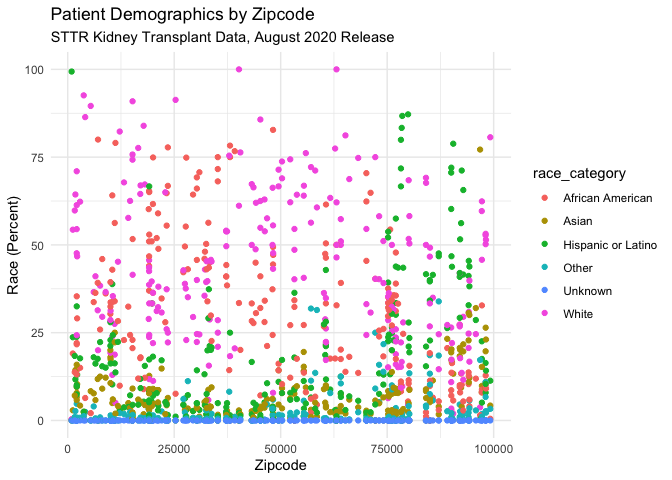 Patient Demographics by Zipcode
STTR Kidney Transplant Data, August 2020 Release
100
75
50
25
0
Race (Percent)
0
25000
50000
75000
100000
Zipcode
race_category
African American
Asian
Hispanic or Latino
Other
Unknown
White